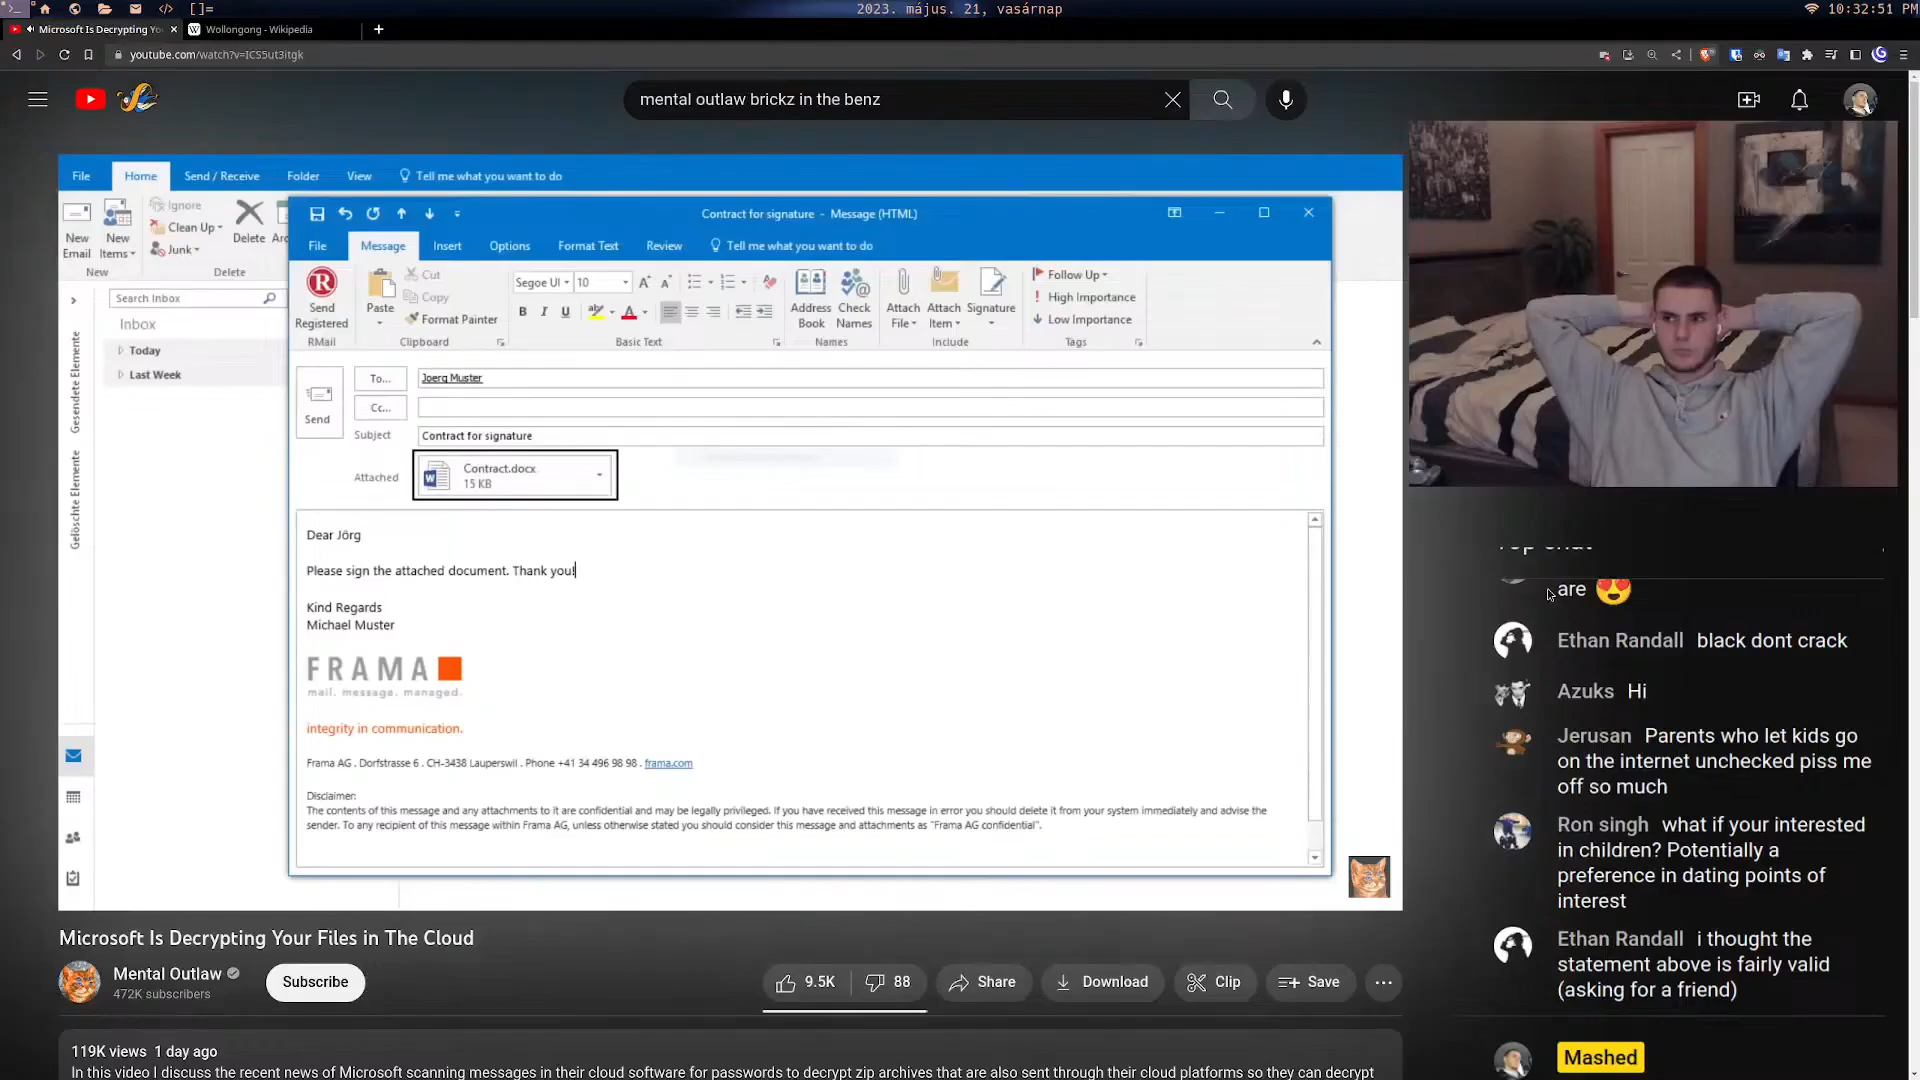 2023. május. 21, vasárnap
10:32:51 PM
Microsoft Is Decrypting Yo
Wollongong - Wikipedia
youtube.com/watch?v=ICS5ut3itgk
mental outlaw brickz in the benz
File Home Send / Receive Folder View Tell me what you want to do
New Email
New Items
Ignore
Clean Up
Junk
Delete
New
Delete
Search Inbox
Inbox
Today
Last Week
Gesendete Elemente
Gelöschte Elemente
Contract for signature - Message (HTML)
File Message Insert Options Format Text Review Tell me what you want to do
Send Registered
RMail
Paste
Cut
Copy
Format Painter
Clipboard
Segoe UI 10
B I U
Basic Text
Address Book
Check Names
Names
Attach File
Attach Item
Signature
Include
Follow Up
High Importance
Low Importance
Tags
Send
To... Joerg Muster
Cc...
Subject Contract for signature
Attached Contract.docx
15 KB
Dear Jörg
Please sign the attached document. Thank you!
Kind Regards
Michael Muster
FRAMA
mail. message. managed.
integrity in communication.
Frama AG . Dorfstrasse 6 . CH-3438 Lauperswil . Phone +41 34 496 98 98 . frama.com
Disclaimer:
The contents of this message and any attachments to it are confidential and may be legally privileged. If you have received this message in error you should delete it from your system immediately and advise the
sender. To any recipient of this message within Frama AG, unless otherwise stated you should consider this message and attachments as "Frama AG confidential".
Microsoft Is Decrypting Your Files in The Cloud
Mental Outlaw
472K subscribers
Subscribe
9.5K 88 Share Download Clip Save
119K views 1 day ago
In this video I discuss the recent news of Microsoft scanning messages in their cloud software for passwords to decrypt zip archives that are also sent through their cloud platforms so they can decrypt
are 😍
Ethan Randall black dont crack
Azuks Hi
Jerusan Parents who let kids go
on the internet unchecked piss me
off so much
Ron singh what if your interested
in children? Potentially a
preference in dating points of
interest
Ethan Randall i thought the
statement above is fairly valid
(asking for a friend)
Mashed